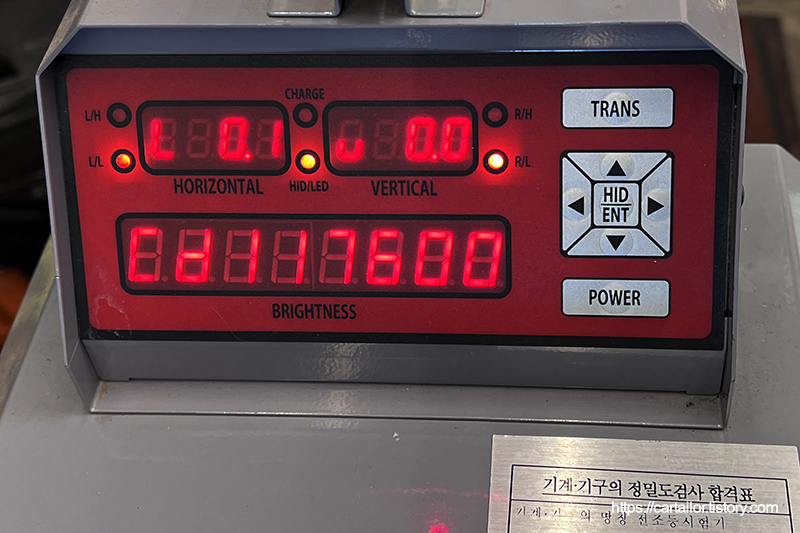 CHARGE
L/H
L 0.1
0.0
R/H
TRANS
L/L
R/L
HORIZONTAL
HID/LED
VERTICAL
HID
ENT
17600
BRIGHTNESS
POWER
기계·기구의 정밀도검사 합격표
https://cartailor.tistory.com